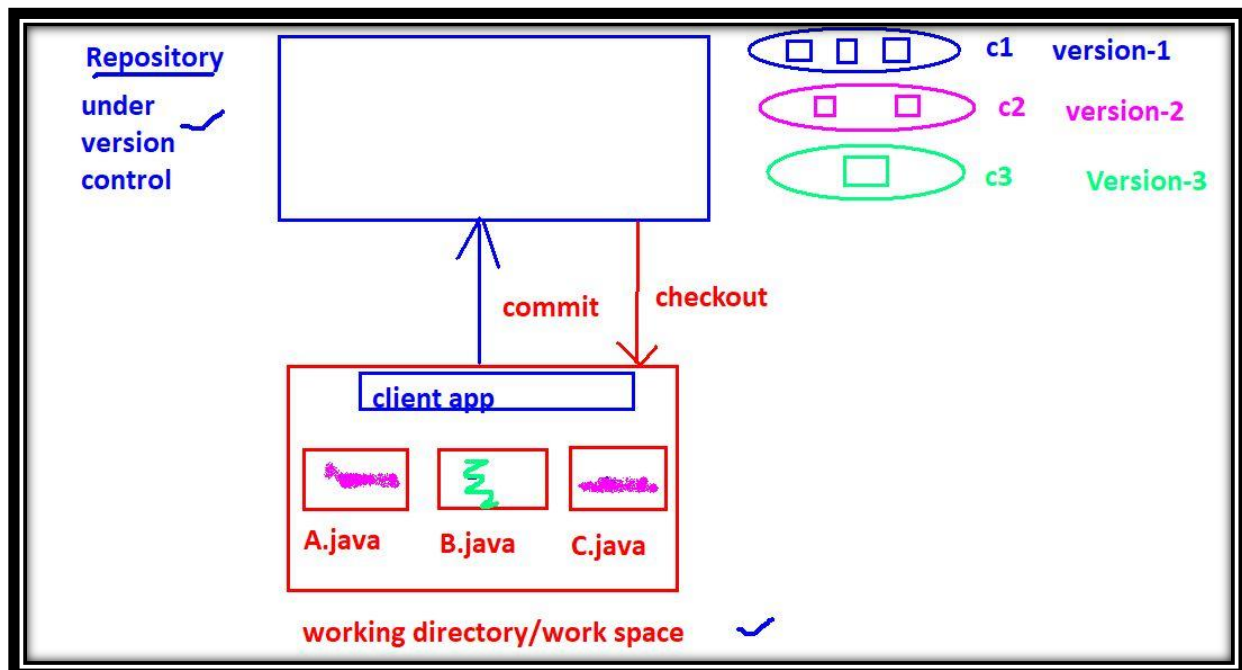 Repository
under
version
control
c1 version-1
c2 version-2
c3 Version-3
commit
checkout
client app
A.java B.java C.java
working directory/work space